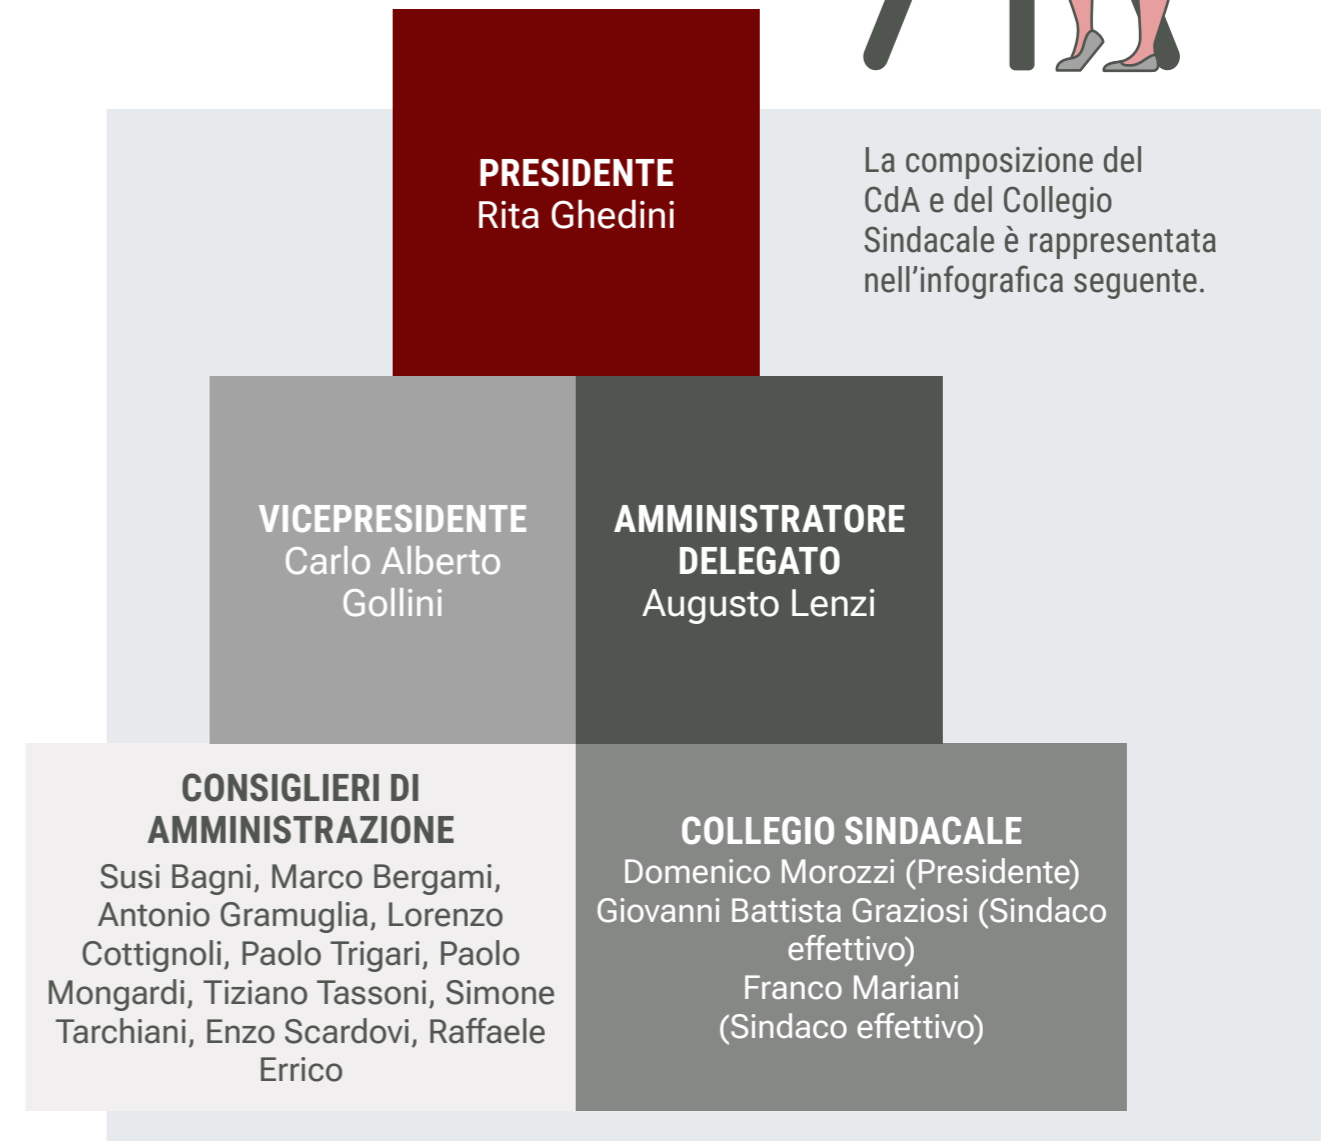 PRESIDENTE
Rita Ghedini
La composizione del
CdA e del Collegio
Sindacale è rappresentata
nell’infografica seguente.
VICEPRESIDENTE
Carlo Alberto
Gollini
AMMINISTRATORE
DELEGATO
Augusto Lenzi
CONSIGLIERI DI
AMMINISTRAZIONE
Susi Bagni, Marco Bergami,
Antonio Gramuglia, Lorenzo
Cottignoli, Paolo Trigari, Paolo
Mongardi, Tiziano Tassoni, Simone
Tarchiani, Enzo Scardovi, Raffaele
Errico
COLLEGIO SINDACALE
Domenico Morozzi (Presidente)
Giovanni Battista Graziosi (Sindaco
effettivo)
Franco Mariani
(Sindaco effettivo)